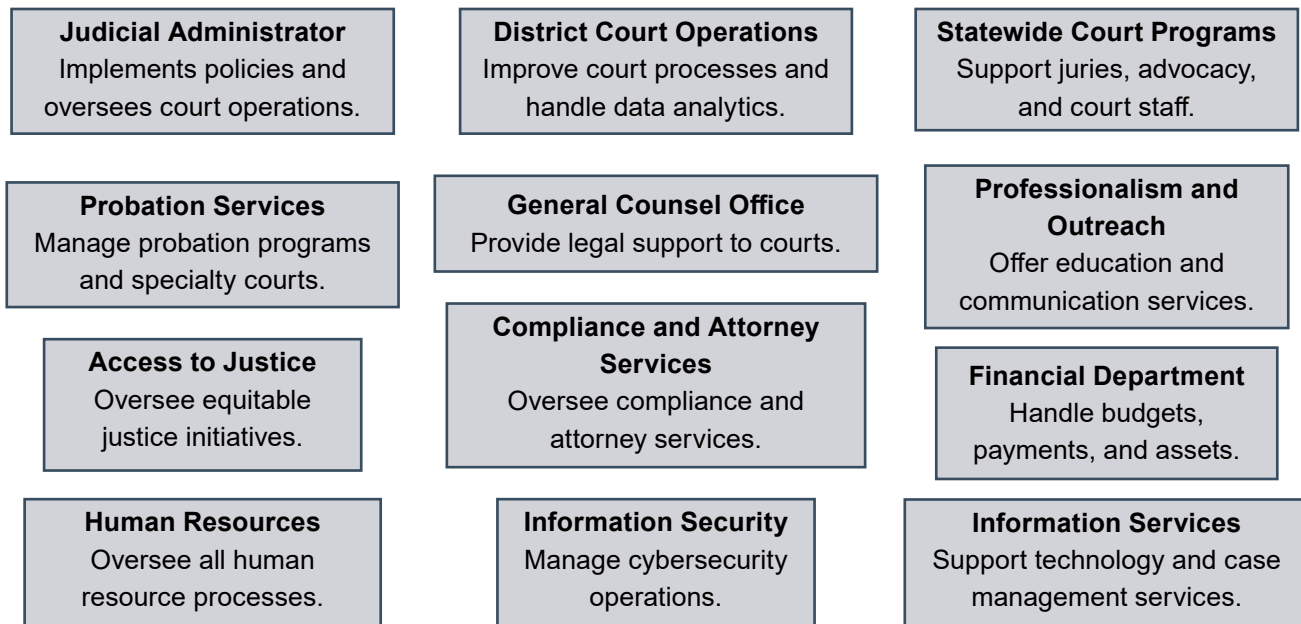 Judicial Administrator
Implements policies and
oversees court operations.
District Court Operations
Improve court processes and
handle data analytics.
Statewide Court Programs
Support juries, advocacy,
and court staff.
Probation Services
Manage probation programs
and specialty courts.
General Counsel Office
Provide legal support to courts.
Professionalism and
Outreach
Offer education and
communication services.
Access to Justice
Oversee equitable
justice initiatives.
Compliance and Attorney
Services
Oversee compliance and
attorney services.
Financial Department
Handle budgets,
payments, and assets.
Human Resources
Oversee all human
resource processes.
Information Security
Manage cybersecurity
operations.
Information Services
Support technology and case
management services.